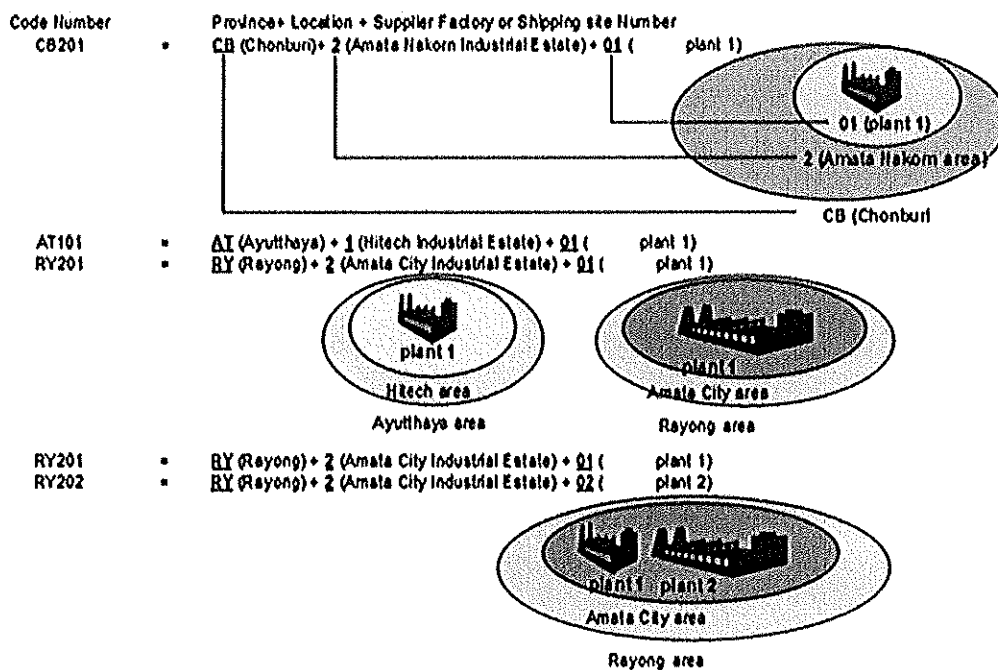 Code Number Province+ Location + Supplier Factory or Shipping site Number
CB201 = CB (Chonburi)+ 2 (Amata Nakorn Industrial Estate) + 01 ( plant 1)
01 (plant 1)
2 (Amata Nakorn area)
CB (Chonburi
AT101 = AT (Ayutthaya) + 1 (Hitech Industrial Estate) + 01 ( plant 1)
RY201 = RY (Rayong) + 2 (Amata City Industrial Estate) + 01 ( plant 1)
plant 1
Hitech area
Ayutthaya area
plant 1
Amata City area
Rayong area
RY201 = RY (Rayong) + 2 (Amata City Industrial Estate) + 01 ( plant 1)
RY202 = RY (Rayong) + 2 (Amata City Industrial Estate) + 02 ( plant 2)
plant 1 plant 2
Amata City area
Rayong area